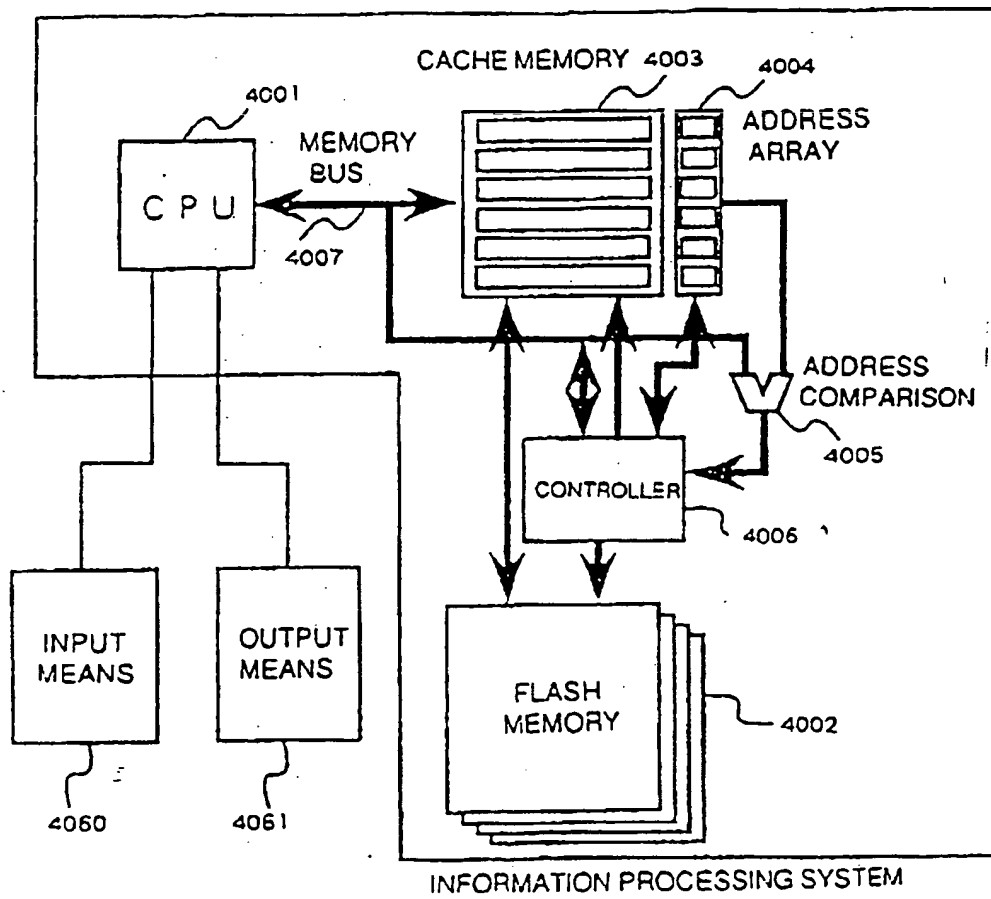 CACHE MEMORY 4003
4004
4001
MEMORY
BUS
ADDRESS
ARRAY
CPU
4007
ADDRESS
COMPARISON
4005
CONTROLLER
4006
INPUT
MEANS
OUTPUT
MEANS
FLASH
MEMORY
4002
4060
4061
INFORMATION PROCESSING SYSTEM